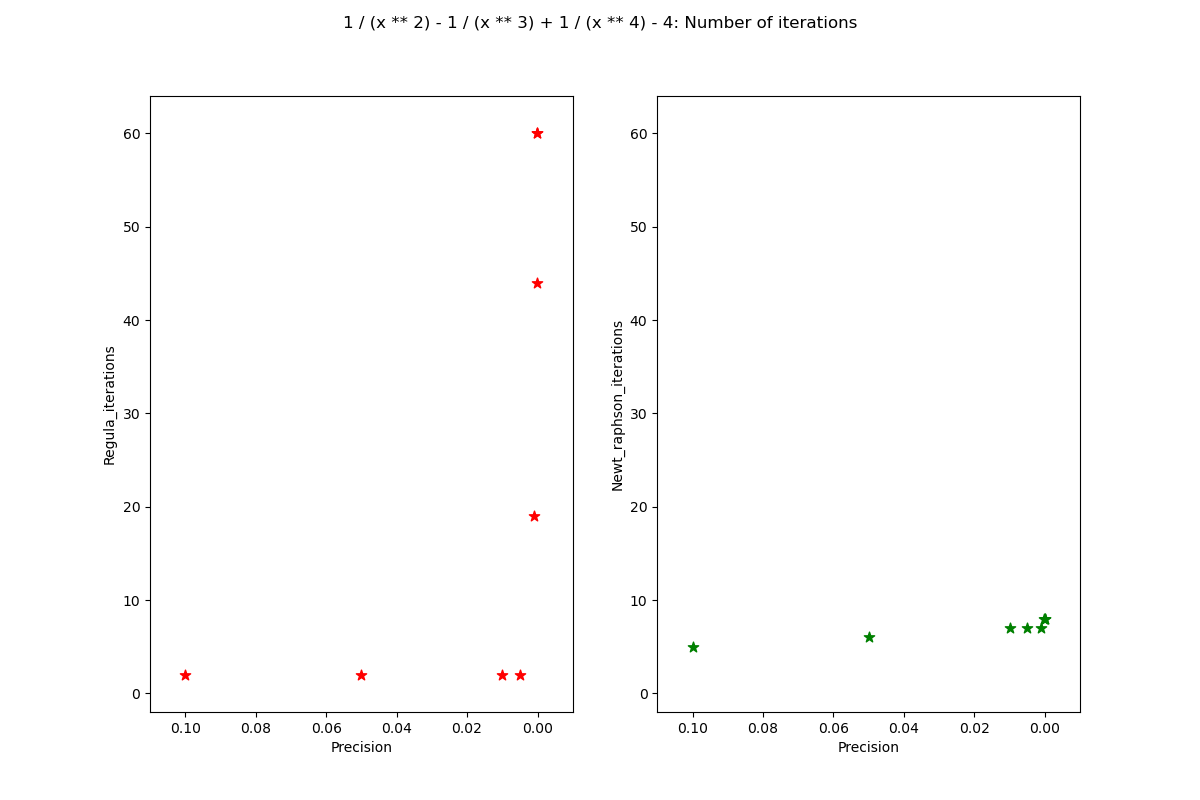 1 / (x ** 2) - 1 / (x ** 3) + 1 / (x ** 4) - 4: Number of iterations
Regula_iterations
60
50
40
30
20
10
0
0.10 0.08 0.06 0.04 0.02 0.00
Precision
Newt_raphson_iterations
60
50
40
30
20
10
0
0.10 0.08 0.06 0.04 0.02 0.00
Precision